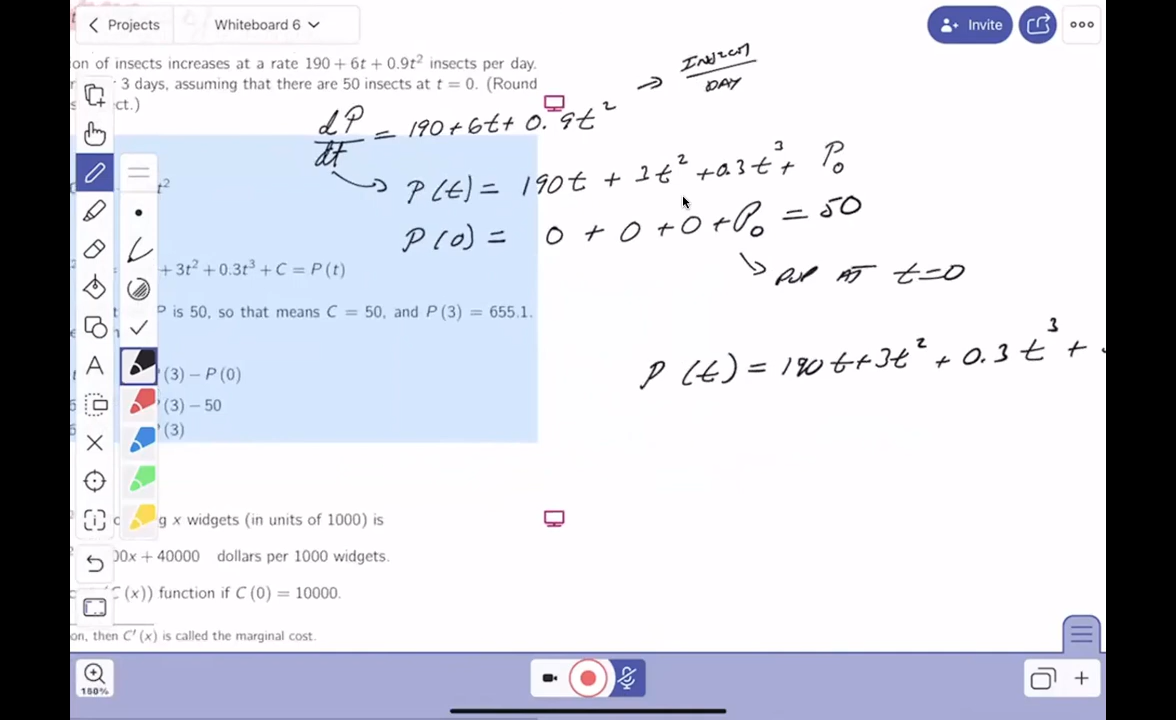 Projects
Whiteboard 6
Invite
on of insects increases at a rate 190 + 6t + 0.9t² insects per day.
3 days, assuming that there are 50 insects at t = 0. (Round
ct.)
INSECT/DAY
dP/dt = 190 + 6t + 0.9t² →
P(t) = 190t + 3t² + 0.3t³ + P₀
P(0) = 0 + 0 + 0 + P₀ = 50
POP AT t=0
t²
+ 3t² + 0.3t³ + C = P(t)
P is 50, so that means C = 50, and P(3) = 655.1.
P(t) = 190t + 3t² + 0.3t³ +
(3) − P(0)
(3) − 50
(3)
A
g x widgets (in units of 1000) is
00x + 40000 dollars per 1000 widgets.
(x)) function if C(0) = 10000.
on, then C′(x) is called the marginal cost.
160%